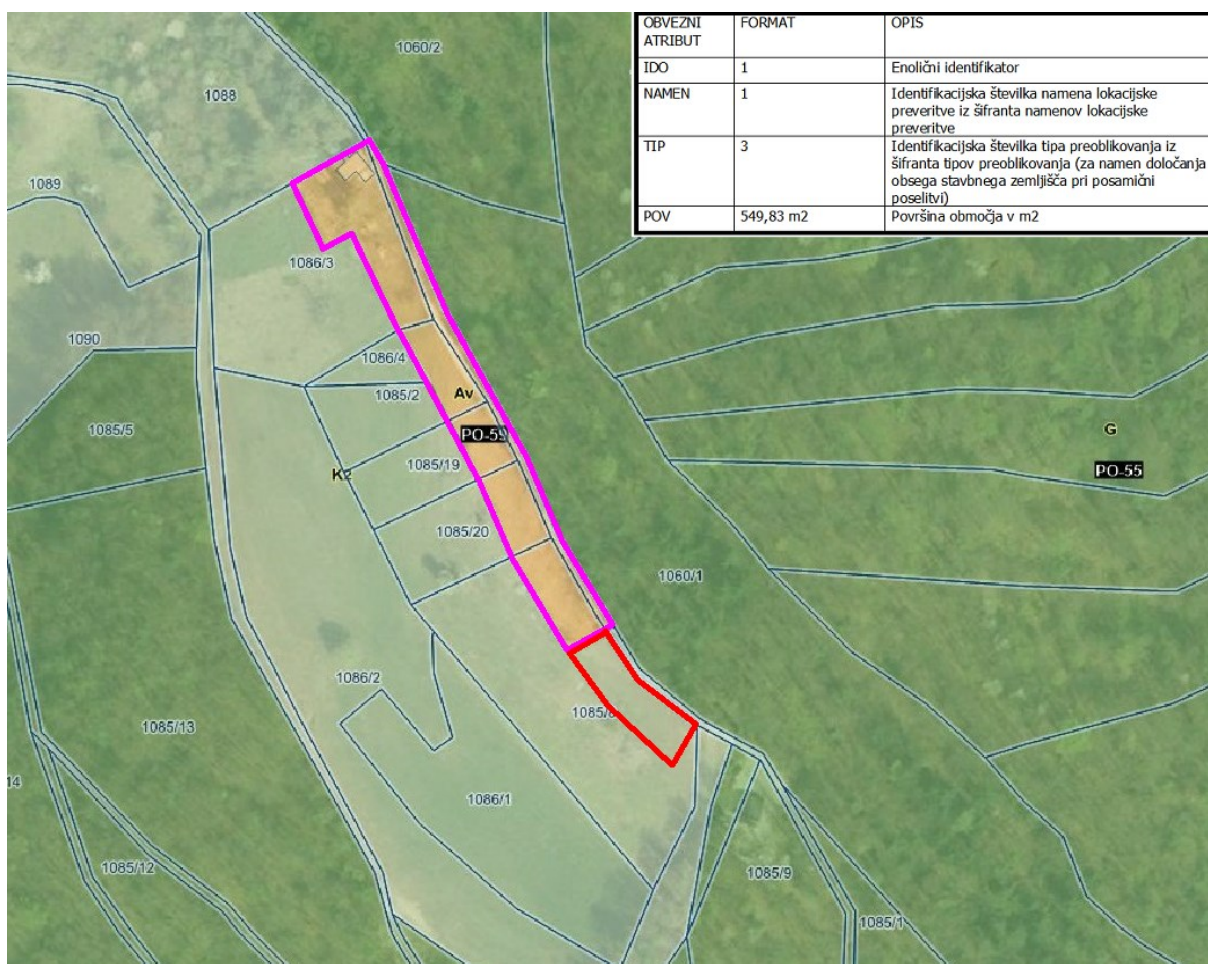 OBVEZNI ATRIBUT FORMAT OPIS
IDO 1 Enolični identifikator
NAMEN 1 Identifikacijska številka namena lokacijske
preveritve iz šifranta namenov lokacijske
preveritve
TIP 3 Identifikacijska številka tipa preoblikovanja iz
šifranta tipov preoblikovanja (za namen določanja
obsega stavbnega zemljišča pri posamični
poselitvi)
POV 549,83 m2 Površina območja v m2
1060/2
1088
1089
1086/3
1090
1086/4
1085/2
Av
1085/5
PO-59
G
1085/19
PO-55
K2
1085/20
1060/1
1086/2
1085/8
1085/13
14
1086/1
1085/12
1085/9
1085/1